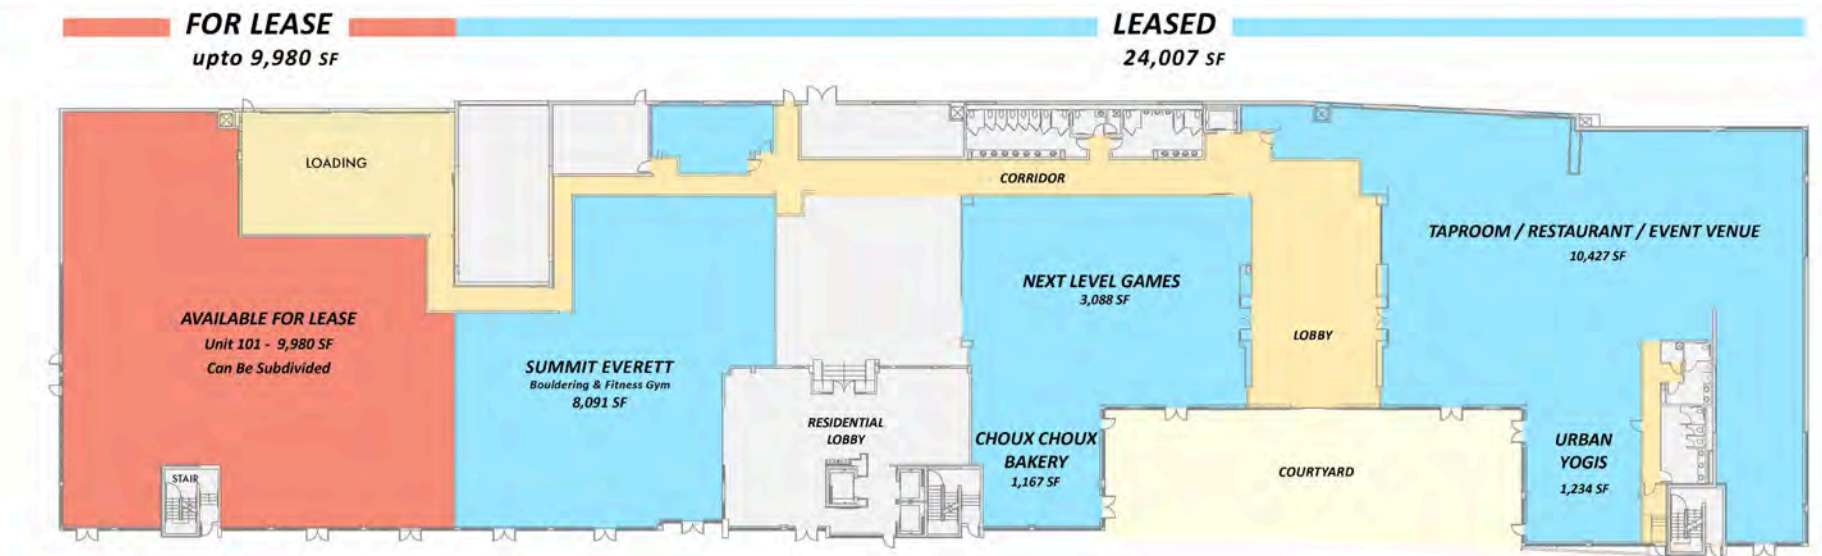 FOR LEASE
upto 9,980 SF
LEASED
24,007 SF
LOADING
CORRIDOR
TAPROOM / RESTAURANT / EVENT VENUE
10,427 SF
NEXT LEVEL GAMES
3,088 SF
AVAILABLE FOR LEASE
Unit 101 - 9,980 SF
Can Be Subdivided
LOBBY
SUMMIT EVERETT
Bouldering & Fitness Gym
8,091 SF
RESIDENTIAL
LOBBY
CHOUX CHOUX
BAKERY
1,167 SF
COURTYARD
URBAN
YOGIS
1,234 SF
STAIR